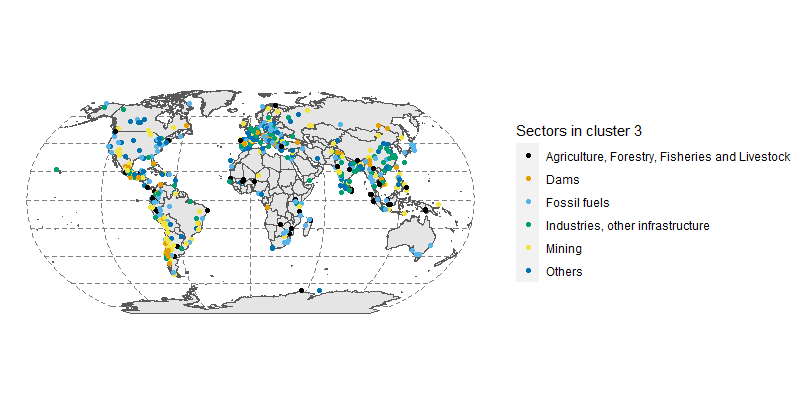 Sectors in cluster 3
Agriculture, Forestry, Fisheries and Livestock
Dams
Fossil fuels
Industries, other infrastructure
Mining
Others